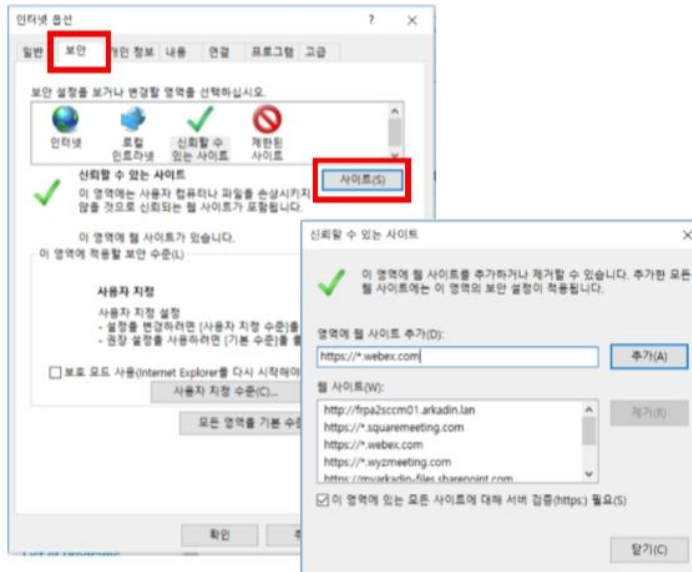 인터넷 옵션
일반 보안 개인 정보 내용 연결 프로그램 고급
보안 설정을 보거나 변경할 영역을 선택하십시오.
인터넷
로컬 인트라넷
신뢰할 수 있는 사이트
제한된 사이트
신뢰할 수 있는 사이트
사이트(S)
이 영역에는 사용자 컴퓨터나 파일을 손상시키지
않을 것으로 신뢰되는 웹 사이트가 포함됩니다.
이 영역에 웹 사이트가 있습니다.
이 영역에 적용할 보안 수준(L)
사용자 지정
사용자 지정 설정
- 설정을 변경하려면 [사용자 지정 수준]을
- 권장 설정을 사용하려면 [기본 수준]을
보호 모드 사용(Internet Explorer를 다시 시작해야
사용자 지정 수준(C)...
모든 영역을 기본 수준
확인
List of Programs
신뢰할 수 있는 사이트
이 영역에 웹 사이트를 추가하거나 제거할 수 있습니다. 추가한 모든
웹 사이트에는 이 영역의 보안 설정이 적용됩니다.
영역에 웹 사이트 추가(D):
https://*.webex.com
추가(A)
웹 사이트(W):
http://frpa2sccm01.arkadin.lan
https://*.squaremeeting.com
https://*.webex.com
https://*.wyzmeeting.com
https://myarkadin-files.sharepoint.com
제거(R)
이 영역에 있는 모든 사이트에 대해 서버 검증(https:) 필요(S)
닫기(C)